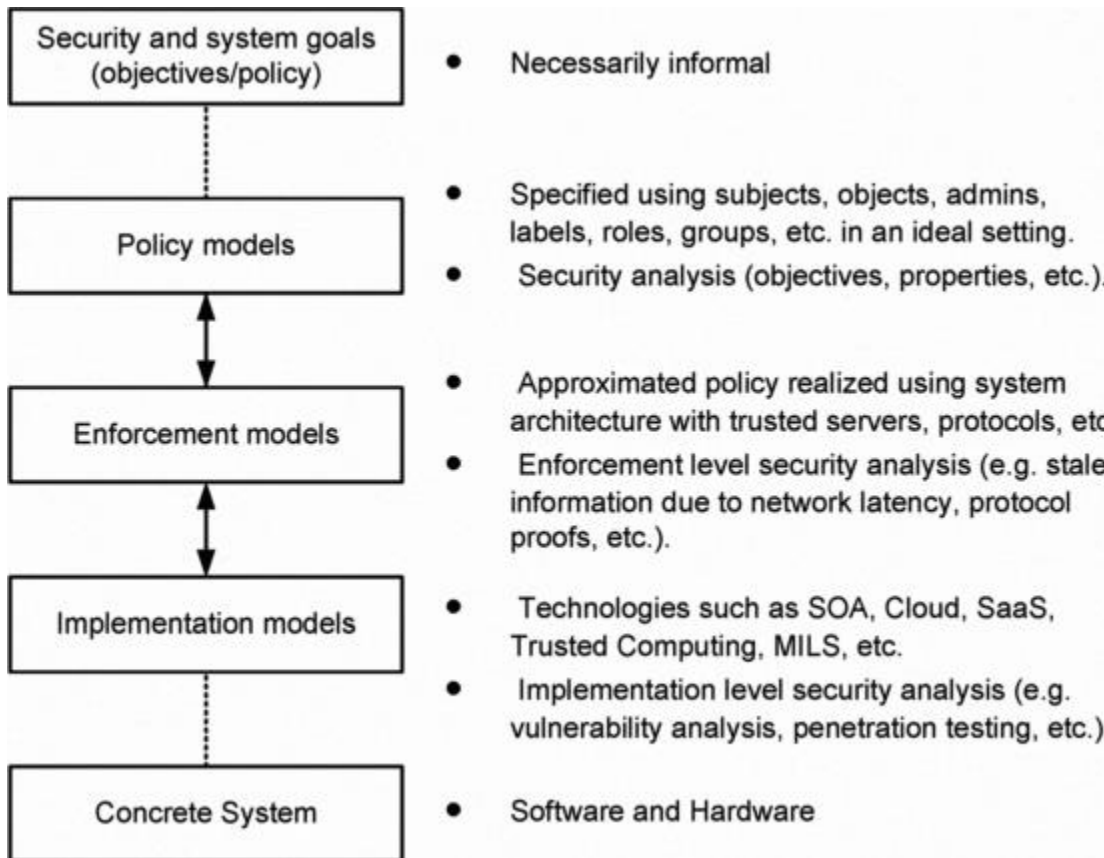 Security and system goals
(objectives/policy)
● Necessarily informal
Policy models
● Specified using subjects, objects, admins,
labels, roles, groups, etc. in an ideal setting.
● Security analysis (objectives, properties, etc.).
Enforcement models
● Approximated policy realized using system
architecture with trusted servers, protocols, etc
● Enforcement level security analysis (e.g. stale
information due to network latency, protocol
proofs, etc.).
Implementation models
● Technologies such as SOA, Cloud, SaaS,
Trusted Computing, MILS, etc.
● Implementation level security analysis (e.g.
vulnerability analysis, penetration testing, etc.)
Concrete System
● Software and Hardware